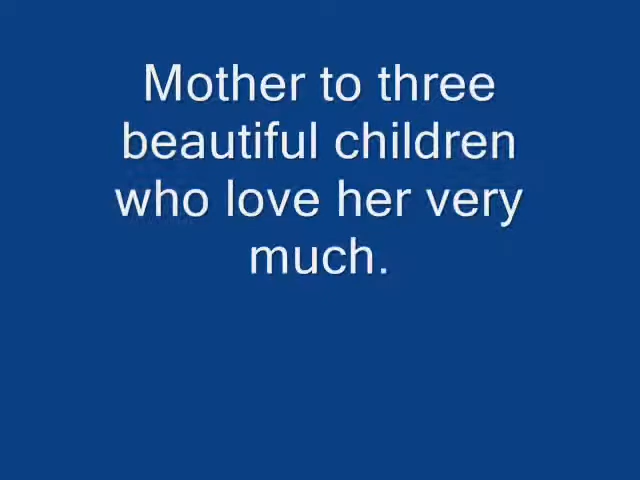 Mother to three
beautiful children
who love her very
much.